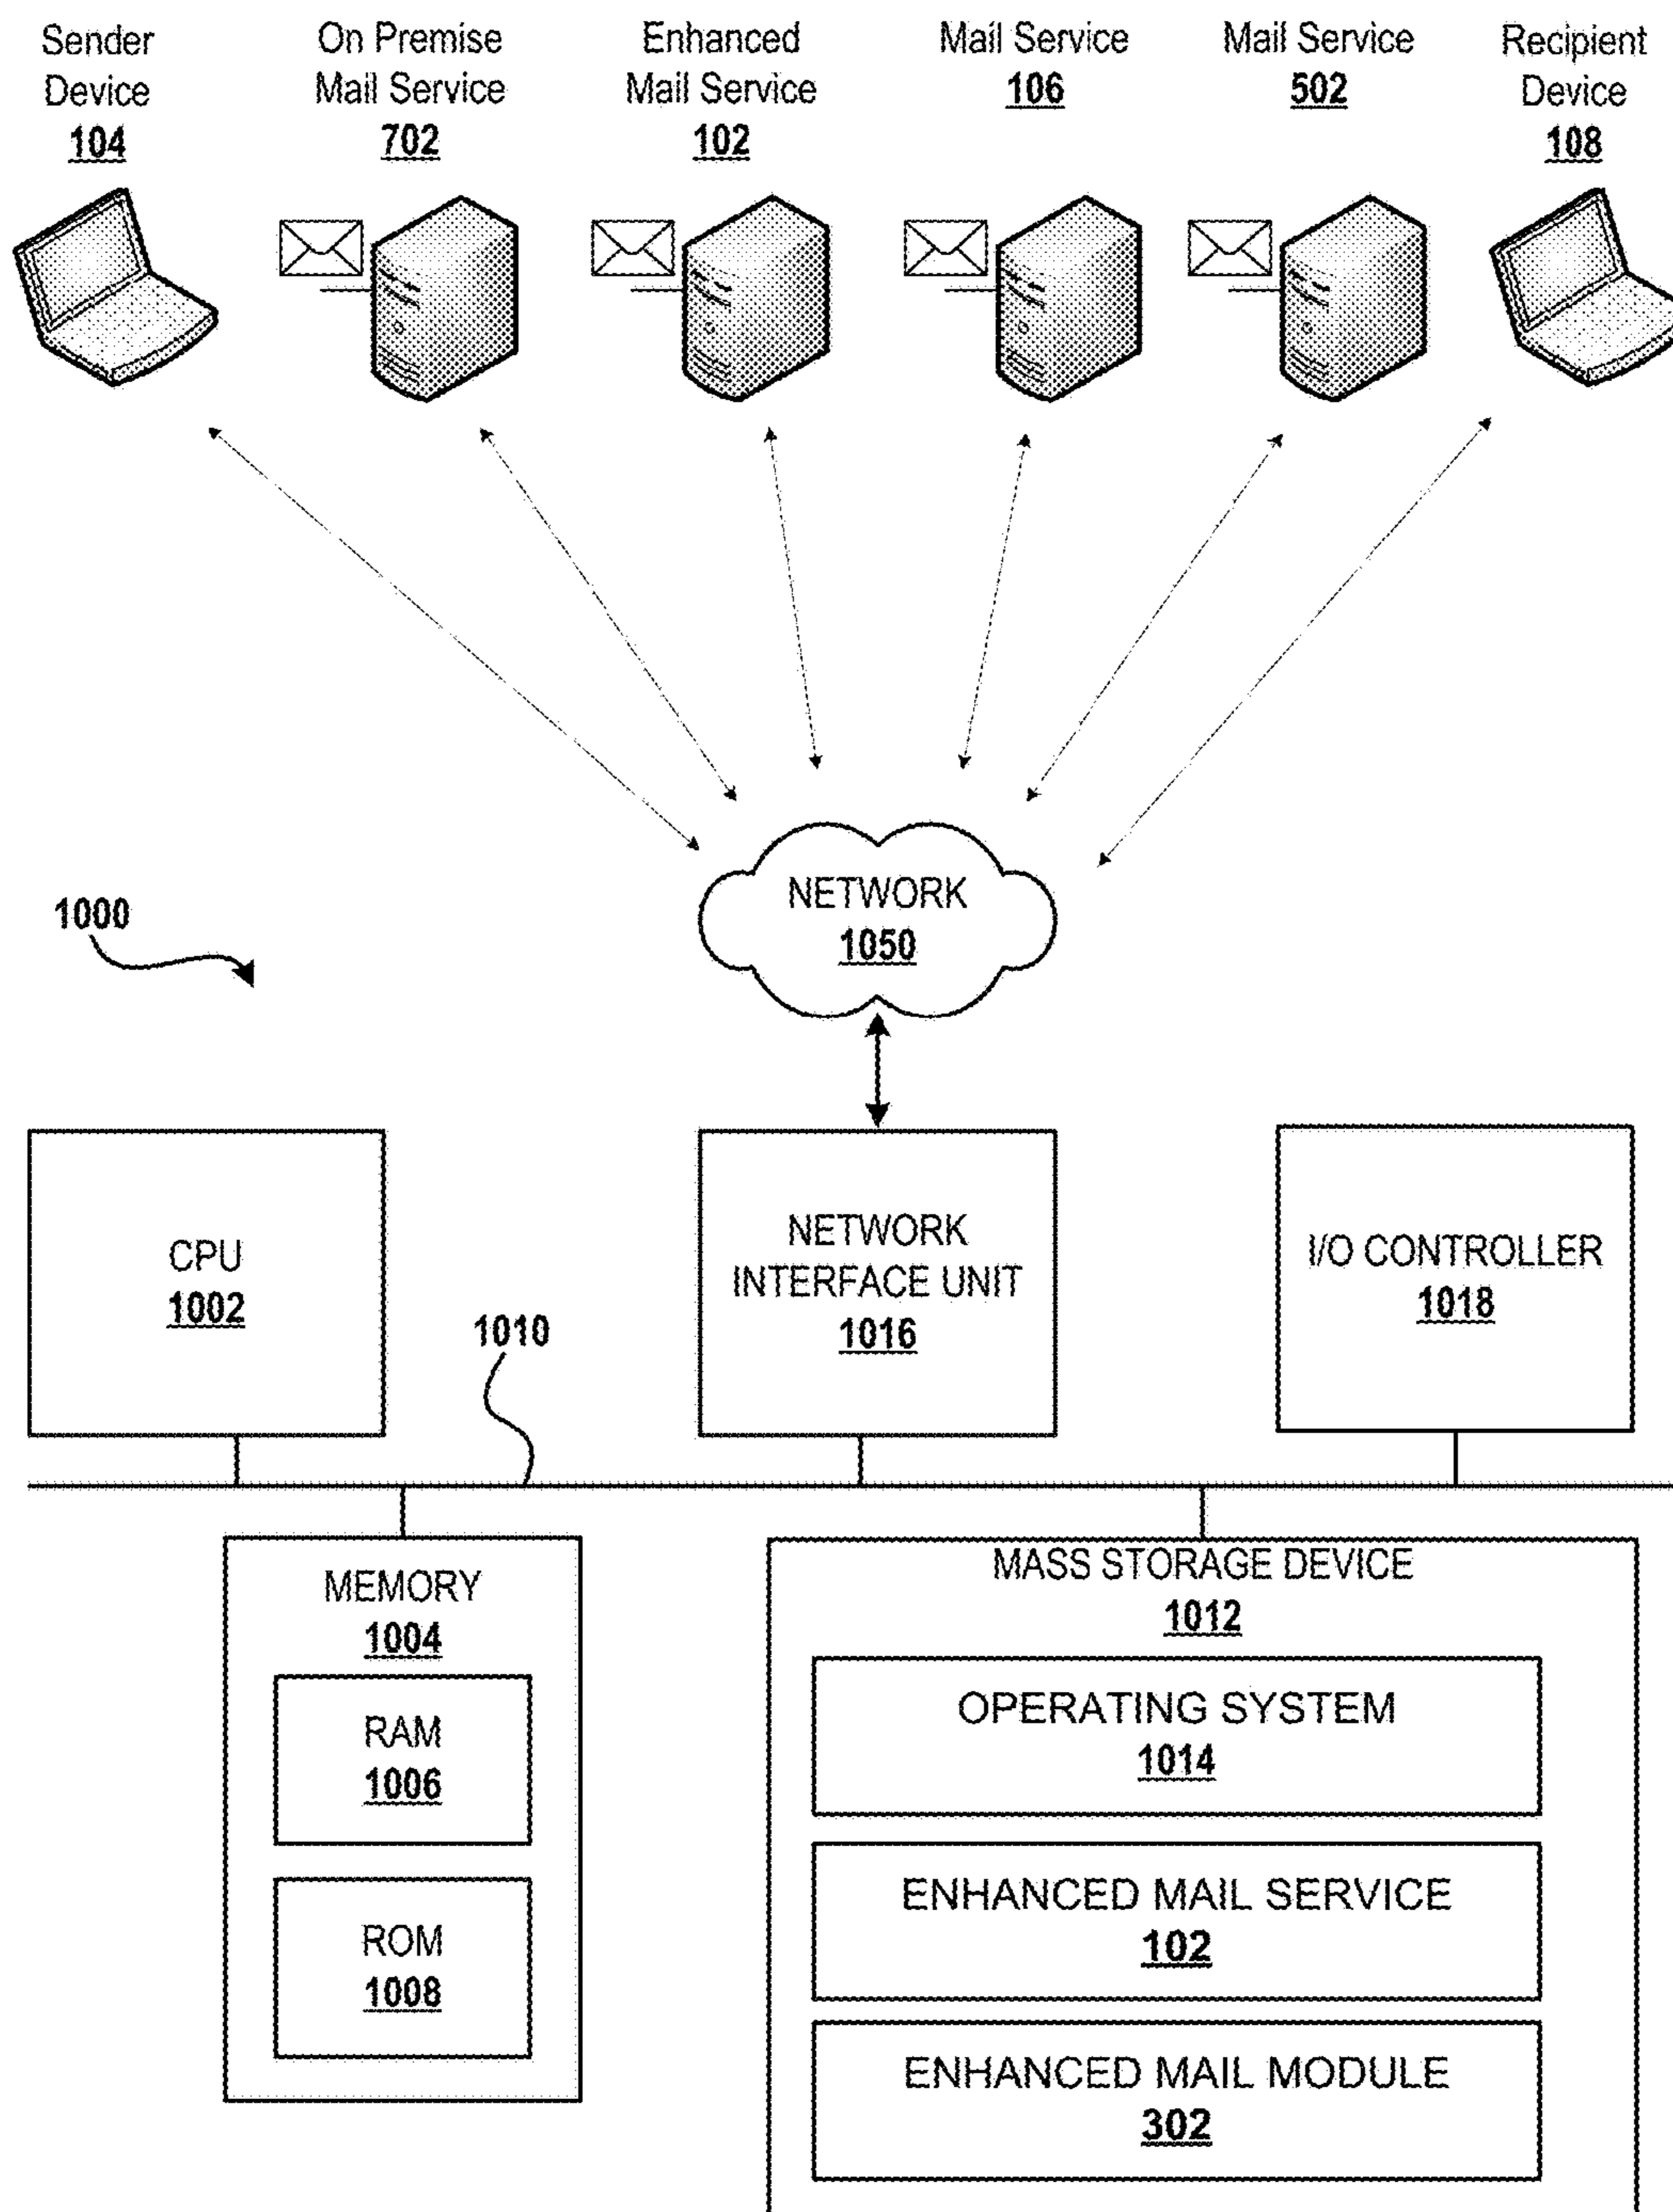 Sender
Device
104
On Premise
Mail Service
702
Enhanced
Mail Service
102
Mail Service
106
Mail Service
502
Recipient
Device
108
NETWORK
1050
1000
CPU
1002
NETWORK
INTERFACE UNIT
1016
I/O CONTROLLER
1018
1010
MEMORY
1004
RAM
1006
ROM
1008
MASS STORAGE DEVICE
1012
OPERATING SYSTEM
1014
ENHANCED MAIL SERVICE
102
ENHANCED MAIL MODULE
302